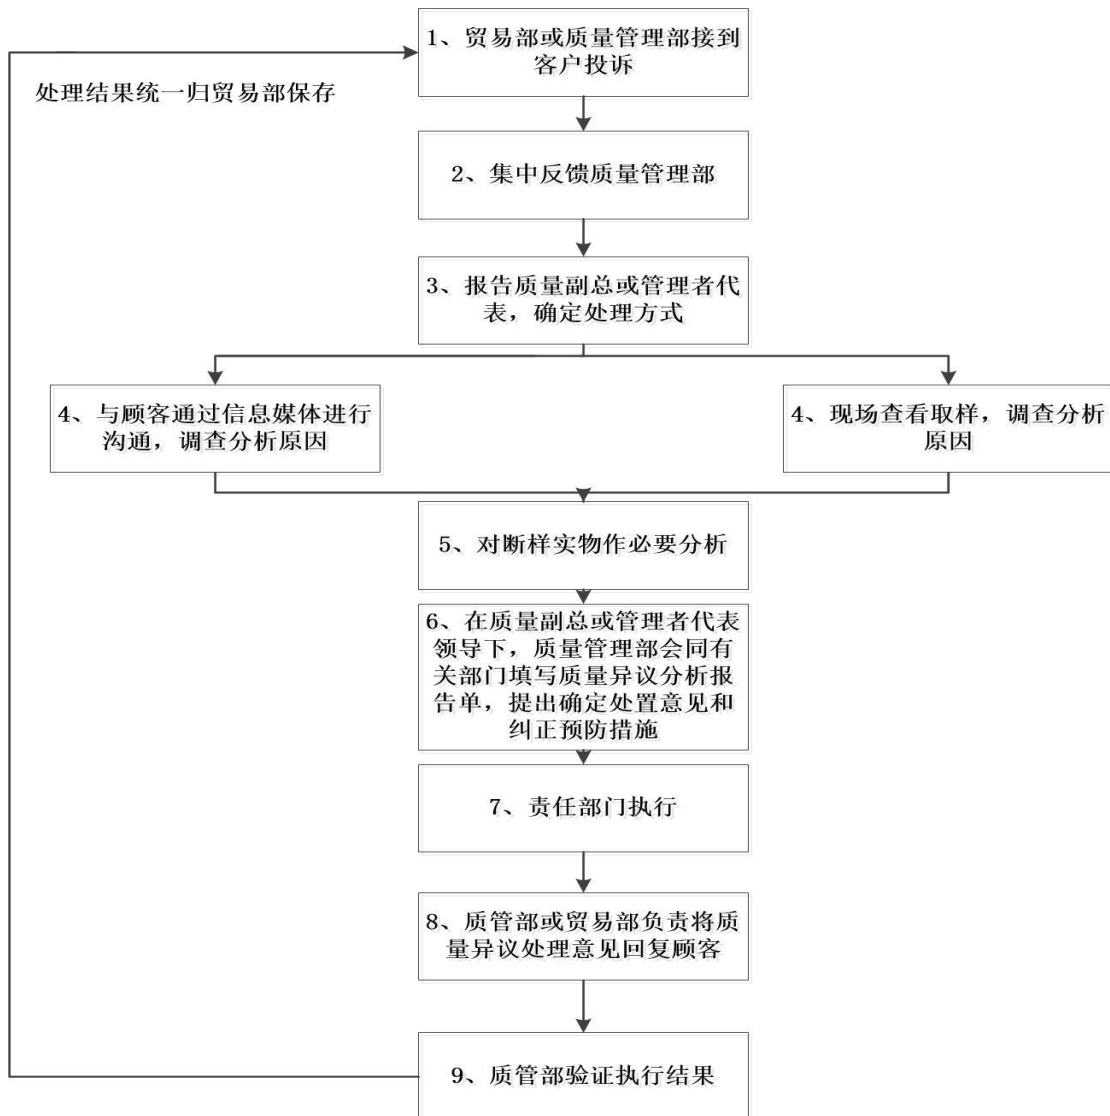 1、贸易部或质量管理部接到
客户投诉
处理结果统一归贸易部保存
2、集中反馈质量管理部
3、报告质量副总或管理者代
表，确定处理方式
4、与顾客通过信息媒体进行
沟通，调查分析原因
4、现场查看取样，调查分析
原因
5、对断样实物作必要分析
6、在质量副总或管理者代表
领导下，质量管理部会同有
关部门填写质量异议分析报
告单，提出确定处置意见和
纠正预防措施
7、责任部门执行
8、质管部或贸易部负责将质
量异议处理意见回复顾客
9、质管部验证执行结果